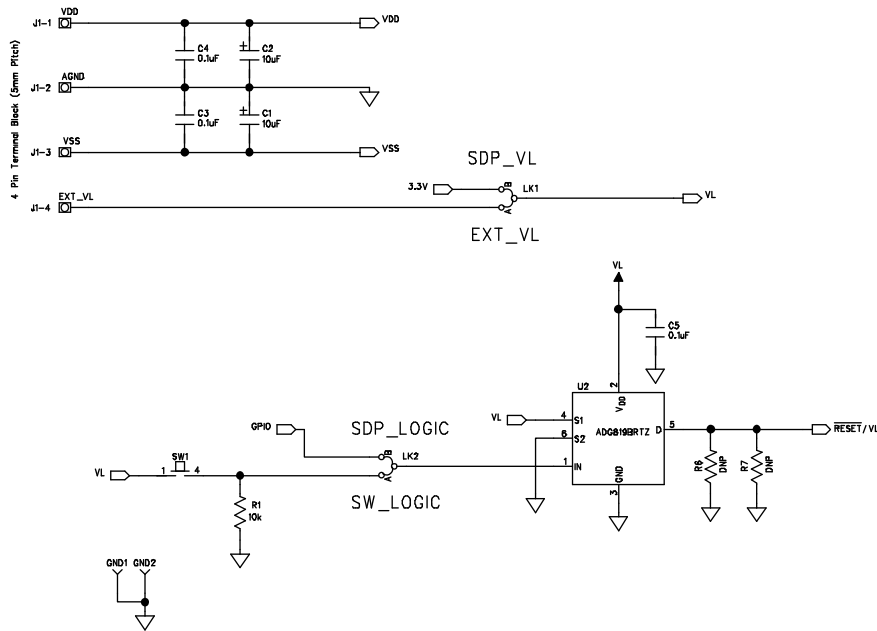 4 Pin Terminal Block (5mm Pitch)
J1-1 VDD
VDD
C4
0.1uF
+ C2
10uF
J1-2 AGND
C3
0.1uF
+ C1
10uF
J1-3 VSS
VSS
SDP_VL
3.3V
B
LK1
VL
J1-4 EXT_VL
A
EXT_VL
VL
C5
0.1uF
U2
2
VDD
VL
4 S1
ADG819BRTZ
D 5
RESET/VL
6 S2
1 IN
GND
3
R6
DNP
R7
DNP
GPIO
SDP_LOGIC
B
LK2
A
SW_LOGIC
VL
1 SW1 4
R1
10k
GND1 GND2